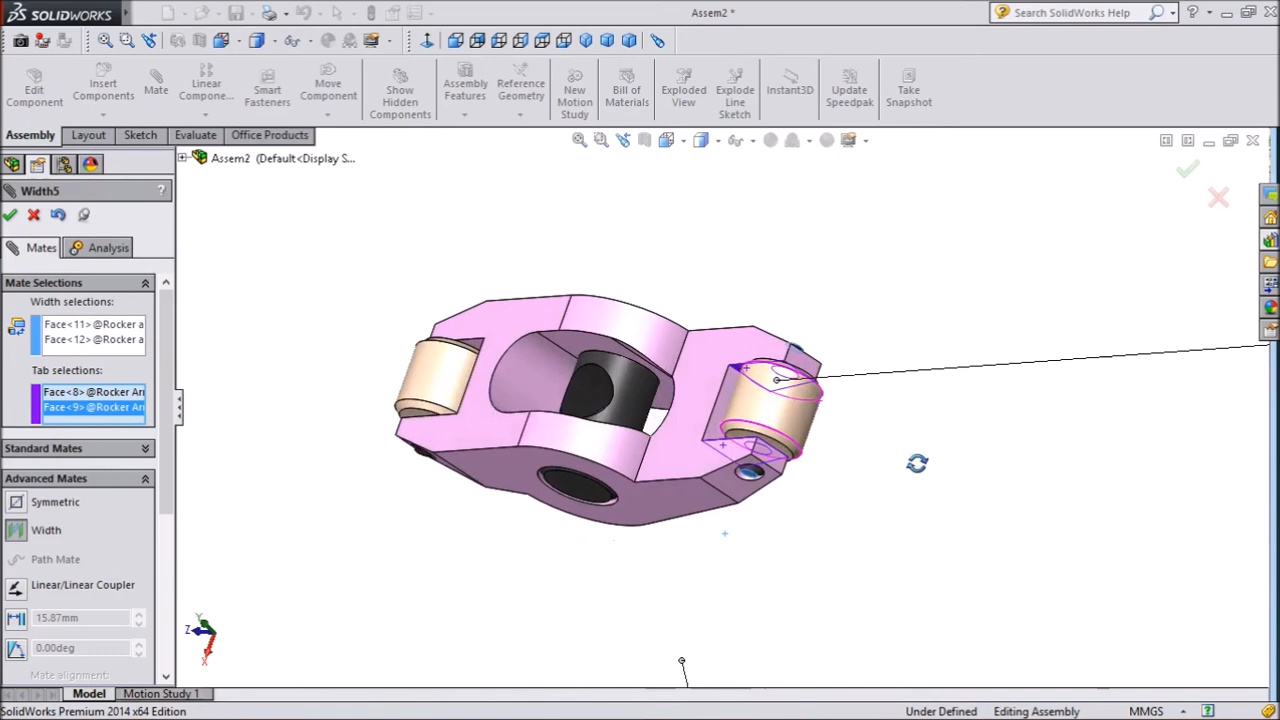 SOLIDWORKS
Assem2 *
Search SolidWorks Help
Edit Component
Insert Components
Mate
Linear Compone...
Smart Fasteners
Move Component
Show Hidden Components
Assembly Features
Reference Geometry
New Motion Study
Bill of Materials
Exploded View
Explode Line Sketch
Instant3D
Update Speedpak
Take Snapshot
Assembly
Layout
Sketch
Evaluate
Office Products
Assem2 (Default<Display S...
Width5
?
Mates
Analysis
Mate Selections
Width selections:
Face<11>@Rocker a
Face<12>@Rocker a
Tab selections:
Face<8>@Rocker Ar
Face<9>@Rocker Ar
Standard Mates
Advanced Mates
Symmetric
Width
Path Mate
Linear/Linear Coupler
15.87mm
0.00deg
Mate alignment:
Y
Z
X
Model
Motion Study 1
SolidWorks Premium 2014 x64 Edition
Under Defined
Editing Assembly
MMGS